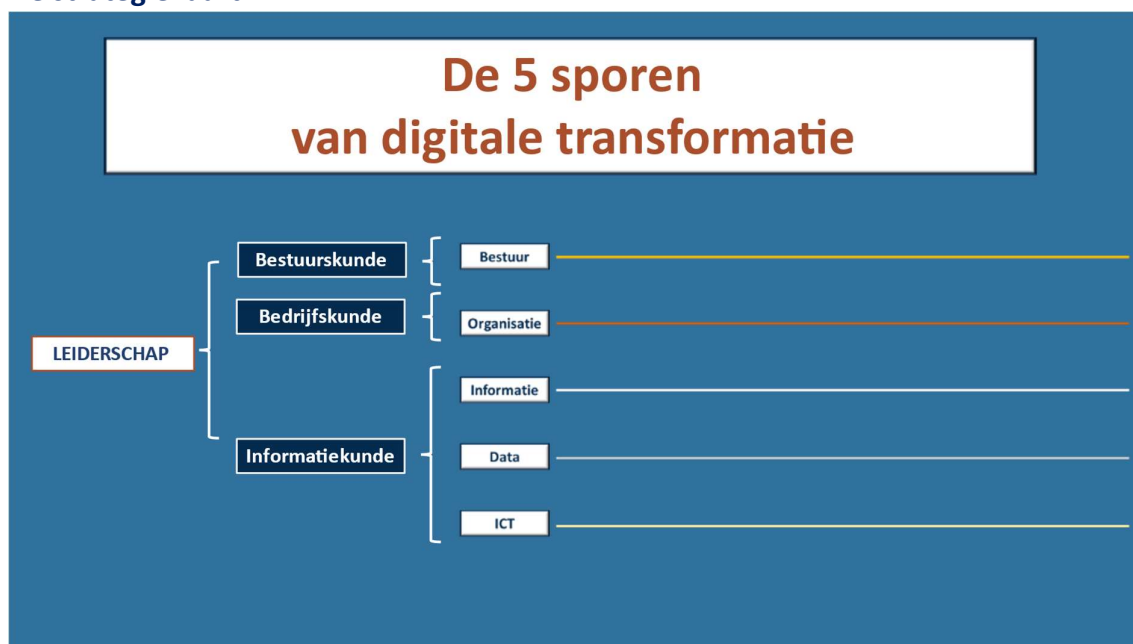 De 5 sporen
van digitale transformatie
Bestuurskunde
Bestuur
Bedrijfskunde
Organisatie
LEIDERSCHAP
Informatie
Informatiekunde
Data
ICT